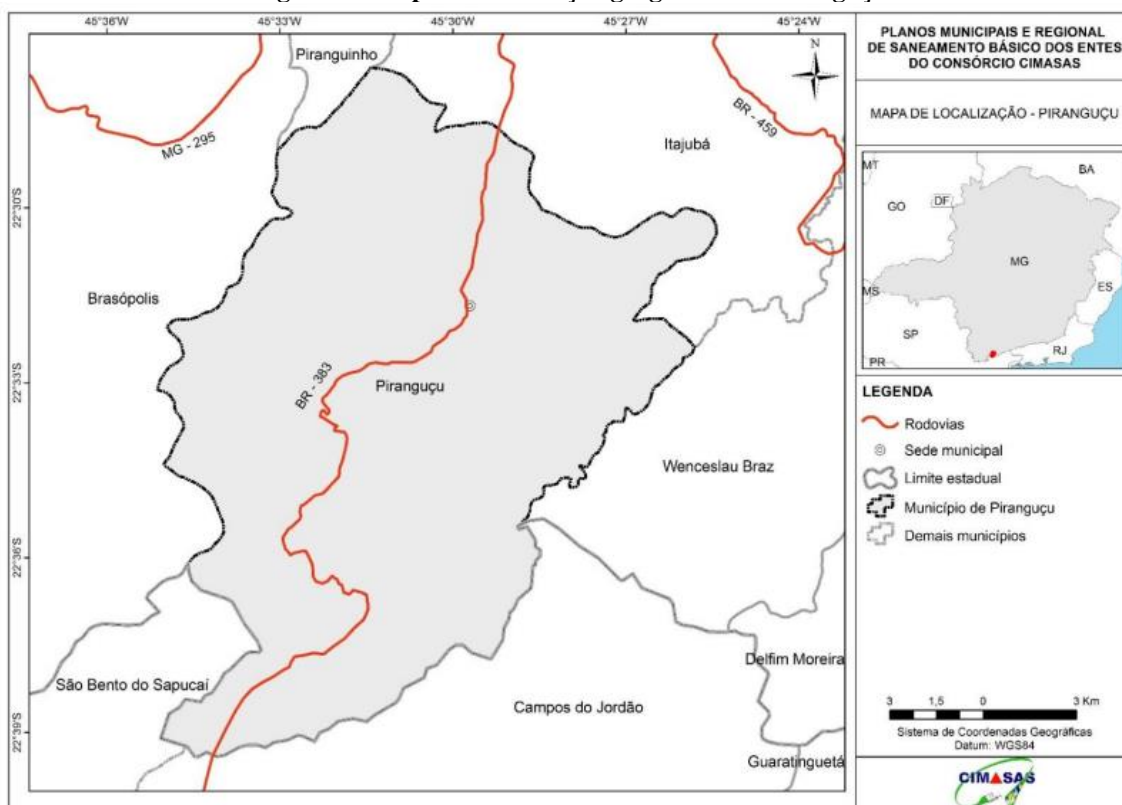 45°36'W
45°33'W
45°30'W
45°27'W
45°24'W
22°30'S
22°33'S
22°36'S
22°39'S
Piranguinho
MG - 295
BR - 459
Itajubá
N
Brasópolis
BR - 383
Piranguçu
Wenceslau Braz
São Bento do Sapucaí
Campos do Jordão
Delfim Moreira
Guaratinguetá
PLANOS MUNICIPAIS E REGIONAL
DE SANEAMENTO BÁSICO DOS ENTES
DO CONSÓRCIO CIMASAS
MAPA DE LOCALIZAÇÃO - PIRANGUÇU
MT
BA
GO
DF
MG
ES
MS
SP
RJ
PR
LEGENDA
Rodovias
Sede municipal
Limite estadual
Município de Piranguçu
Demais municípios
3 1,5 0 3 Km
Sistema de Coordenadas Geográficas
Datum: WGS84
CIMASAS